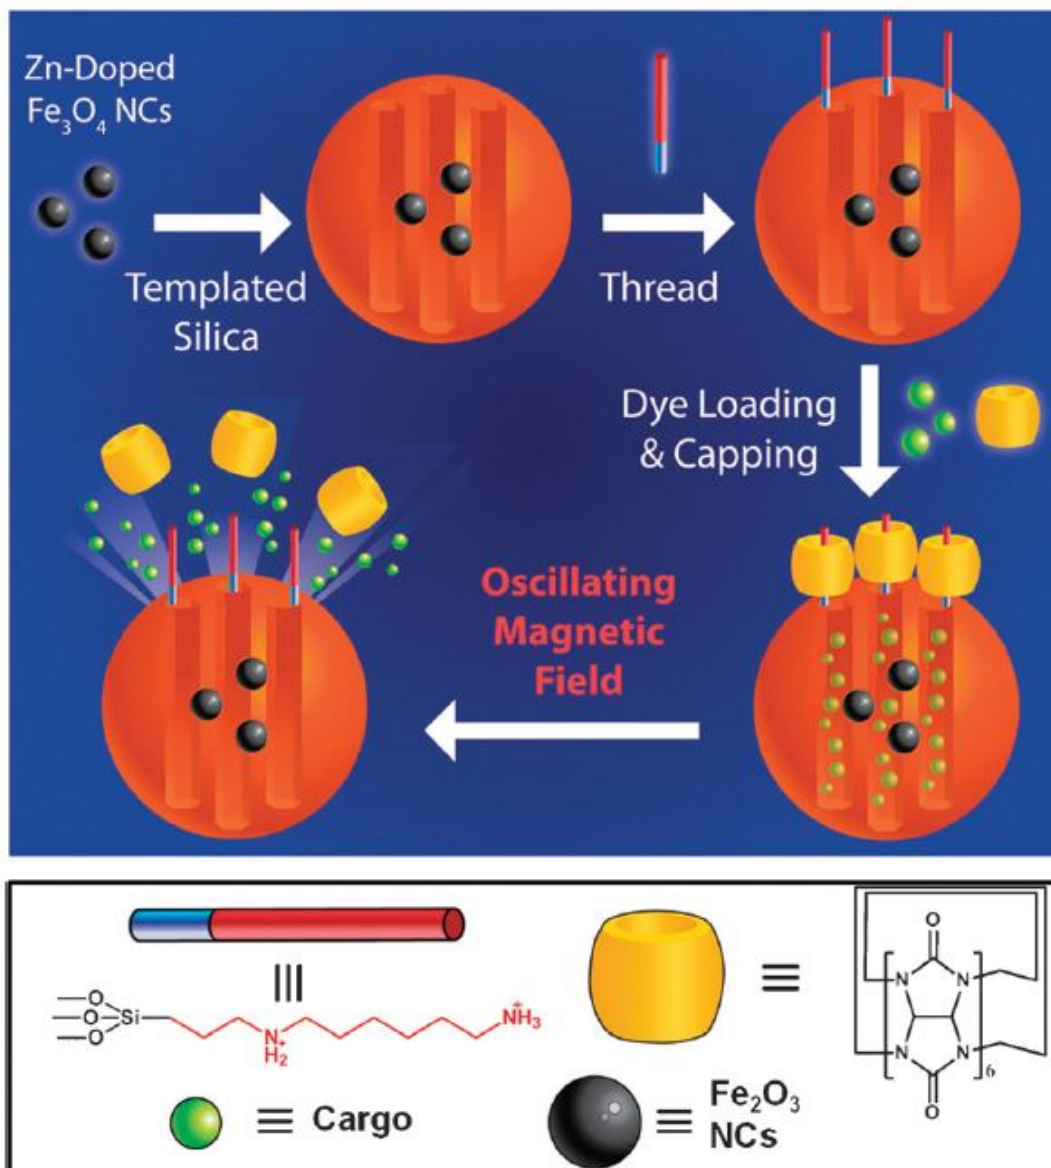 Zn-Doped
Fe₃O₄ NCs
Templated
Silica
Thread
Dye Loading
& Capping
Oscillating
Magnetic
Field
O
Si
O
O
N⁺
H₂
⁺NH₃
O
N N
N N
6
O
≡ Cargo
≡ Fe₂O₃
NCs